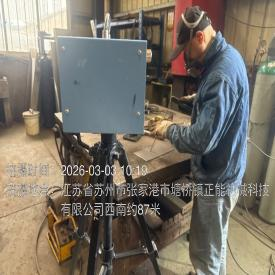 拍摄时间：2026-03-03 10:19
拍摄地点：江苏省苏州市张家港市塘桥镇正能机械科技
有限公司西南约87米